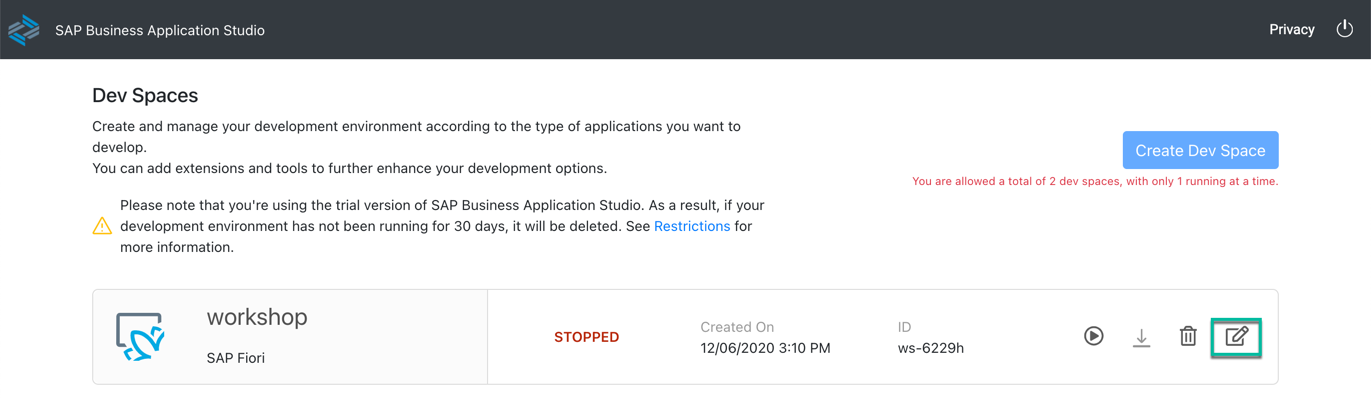 SAP Business Application Studio
Privacy
Dev Spaces
Create and manage your development environment according to the type of applications you want to
develop.
You can add extensions and tools to further enhance your development options.
Create Dev Space
You are allowed a total of 2 dev spaces, with only 1 running at a time.
Please note that you're using the trial version of SAP Business Application Studio. As a result, if your
development environment has not been running for 30 days, it will be deleted. See Restrictions for
more information.
workshop
SAP Fiori
STOPPED
Created On
12/06/2020 3:10 PM
ID
ws-6229h